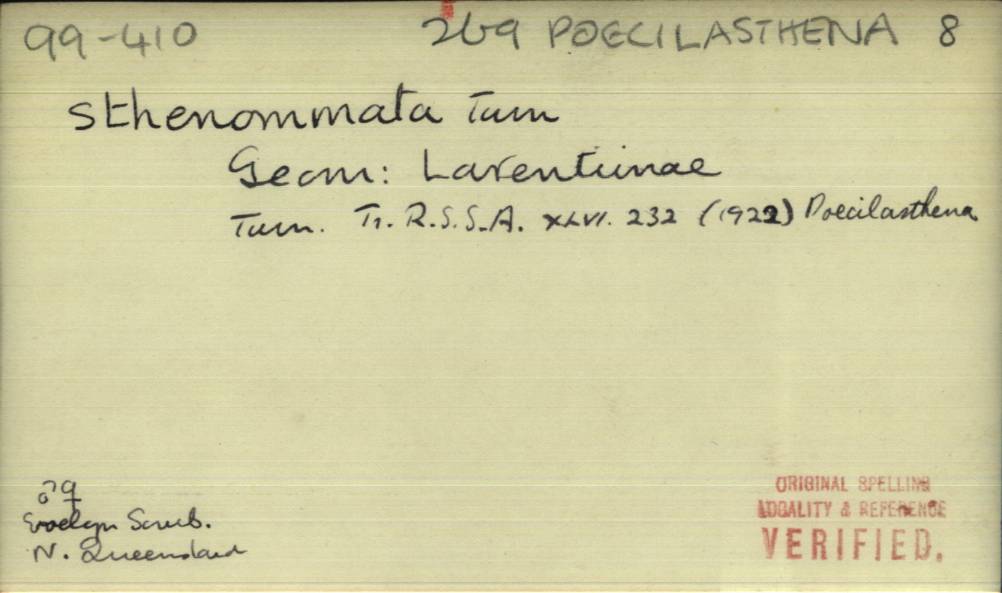 99-410 269 POECILASTHENA 8
sthenommata Turn
Geom: Larentiinae
Turn. Tr. R.S.S.A. XLVI. 232 (1922) Poecilasthena
♂♀
Evelyn Scrub.
N. Queensland
ORIGINAL SPELLING
LOCALITY & REFERENCE
VERIFIED.